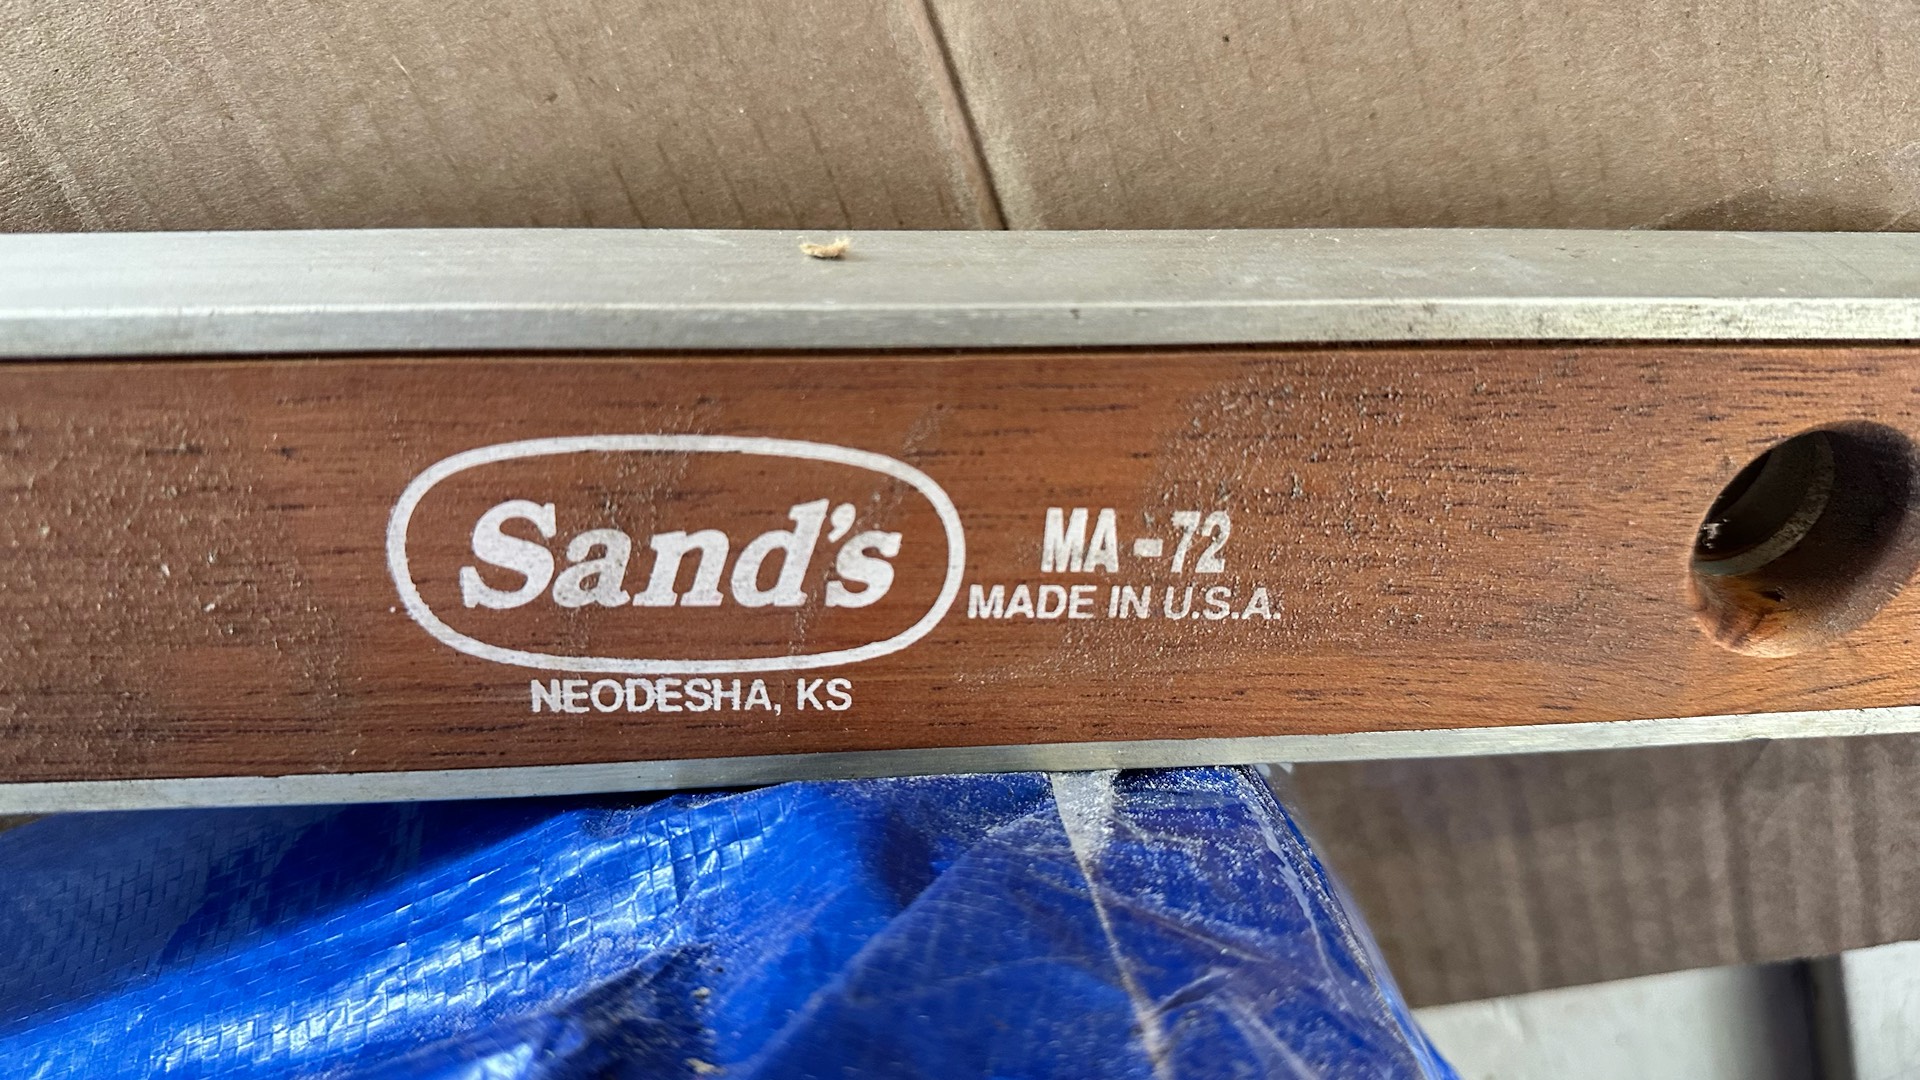 Sand's
MA-72
MADE IN U.S.A.
NEODESHA, KS